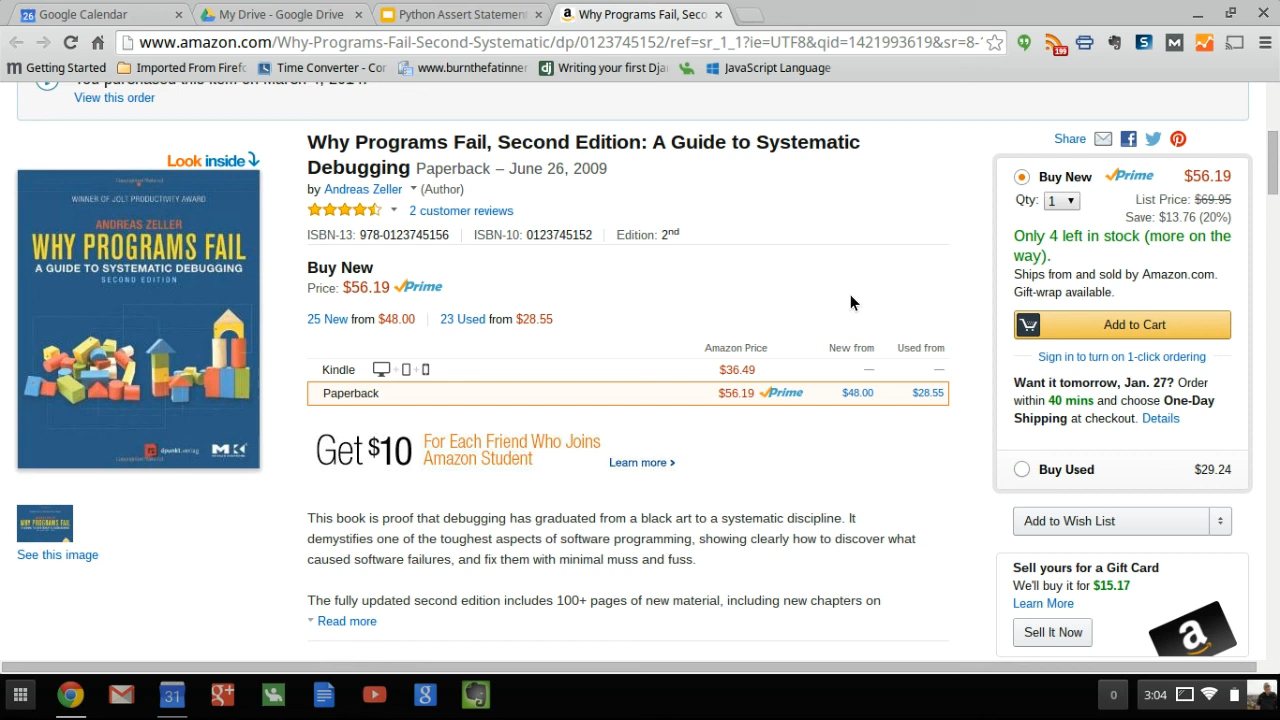 26 Google Calendar
My Drive - Google Drive
Python Assert Statement
Why Programs Fail, Seco
www.amazon.com/Why-Programs-Fail-Second-Systematic/dp/0123745152/ref=sr_1_1?ie=UTF8&qid=1421993619&sr=8-
199
Getting Started
Imported From Firef
Time Converter - Cor
www.burnthefatinner
dj Writing your first Dja
JavaScript Language
View this order
Look inside
WINNER OF JOLT PRODUCTIVITY AWARD
ANDREAS ZELLER
WHY PROGRAMS FAIL
A GUIDE TO SYSTEMATIC DEBUGGING
SECOND EDITION
dpunkt.verlag
MK
See this image
Why Programs Fail, Second Edition: A Guide to Systematic
Debugging Paperback – June 26, 2009
by Andreas Zeller (Author)
2 customer reviews
ISBN-13: 978-0123745156 ISBN-10: 0123745152 Edition: 2nd
Buy New
Price: $56.19 Prime
25 New from $48.00 23 Used from $28.55
Amazon Price New from Used from
Kindle $36.49 — —
Paperback $56.19 Prime $48.00 $28.55
Get $10 For Each Friend Who Joins
Amazon Student Learn more
This book is proof that debugging has graduated from a black art to a systematic discipline. It
demystifies one of the toughest aspects of software programming, showing clearly how to discover what
caused software failures, and fix them with minimal muss and fuss.
The fully updated second edition includes 100+ pages of new material, including new chapters on
Read more
Share
Buy New Prime $56.19
Qty: 1 List Price: $69.95
Save: $13.76 (20%)
Only 4 left in stock (more on the
way).
Ships from and sold by Amazon.com.
Gift-wrap available.
Add to Cart
Sign in to turn on 1-click ordering
Want it tomorrow, Jan. 27? Order
within 40 mins and choose One-Day
Shipping at checkout. Details
Buy Used $29.24
Add to Wish List
Sell yours for a Gift Card
We'll buy it for $15.17
Learn More
Sell It Now
31
0
3:04